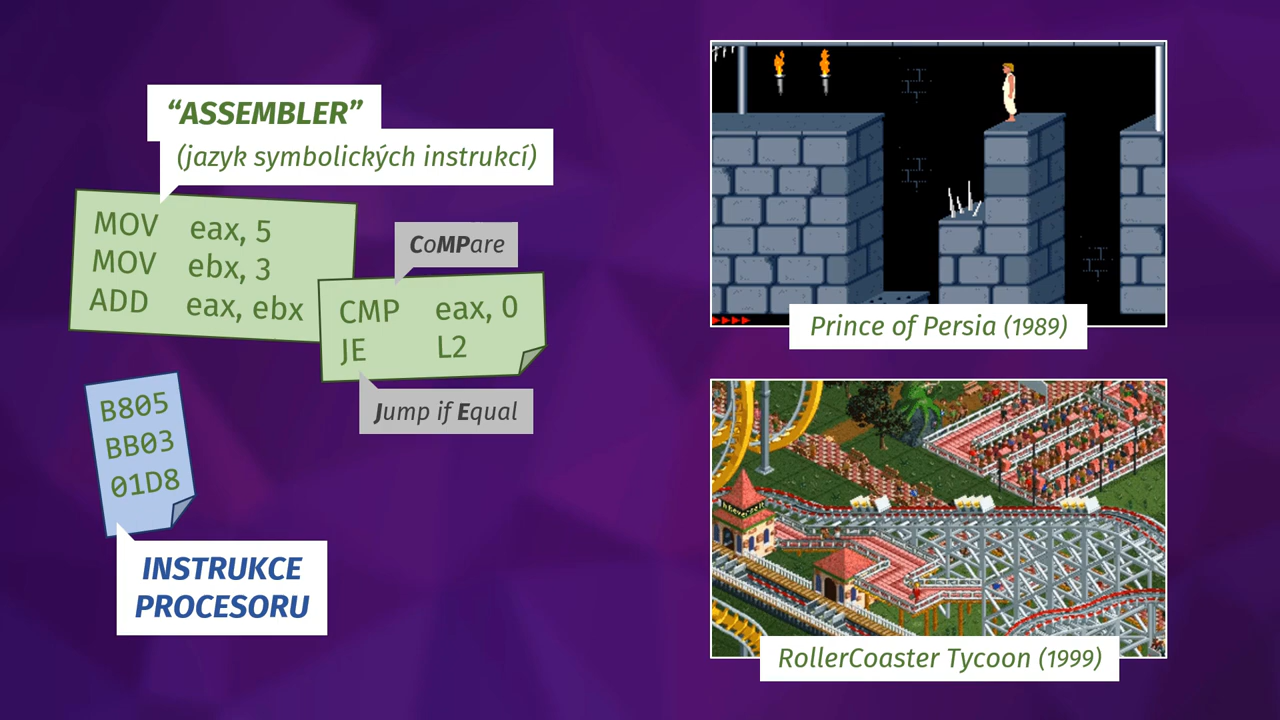 “ASSEMBLER”
(jazyk symbolických instrukcí)
MOV eax, 5
MOV ebx, 3
ADD eax, ebx
CoMPare
CMP eax, 0
JE L2
Jump if Equal
B805
BB03
01D8
INSTRUKCE
PROCESORU
Prince of Persia (1989)
RollerCoaster Tycoon (1999)